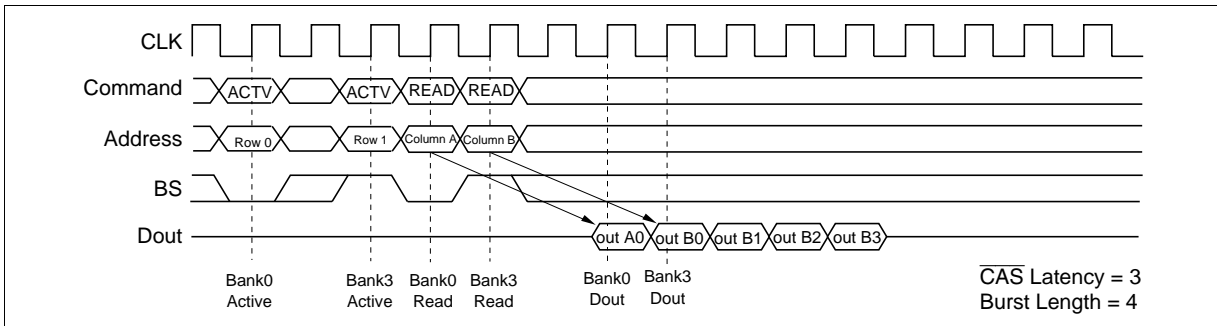 CLK
Command ACTV ACTV READ READ
Address Row 0 Row 1 Column A Column B
BS
Dout out A0 out B0 out B1 out B2 out B3
Bank0 Active
Bank3 Active
Bank0 Read
Bank3 Read
Bank0 Dout
Bank3 Dout
CAS Latency = 3
Burst Length = 4